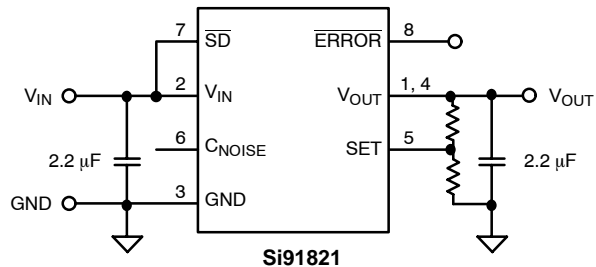 7 SD ERROR 8
VIN 2 VIN VOUT 1, 4 VOUT
6 CNOISE SET 5
2.2 μF 2.2 μF
GND 3 GND
Si91821